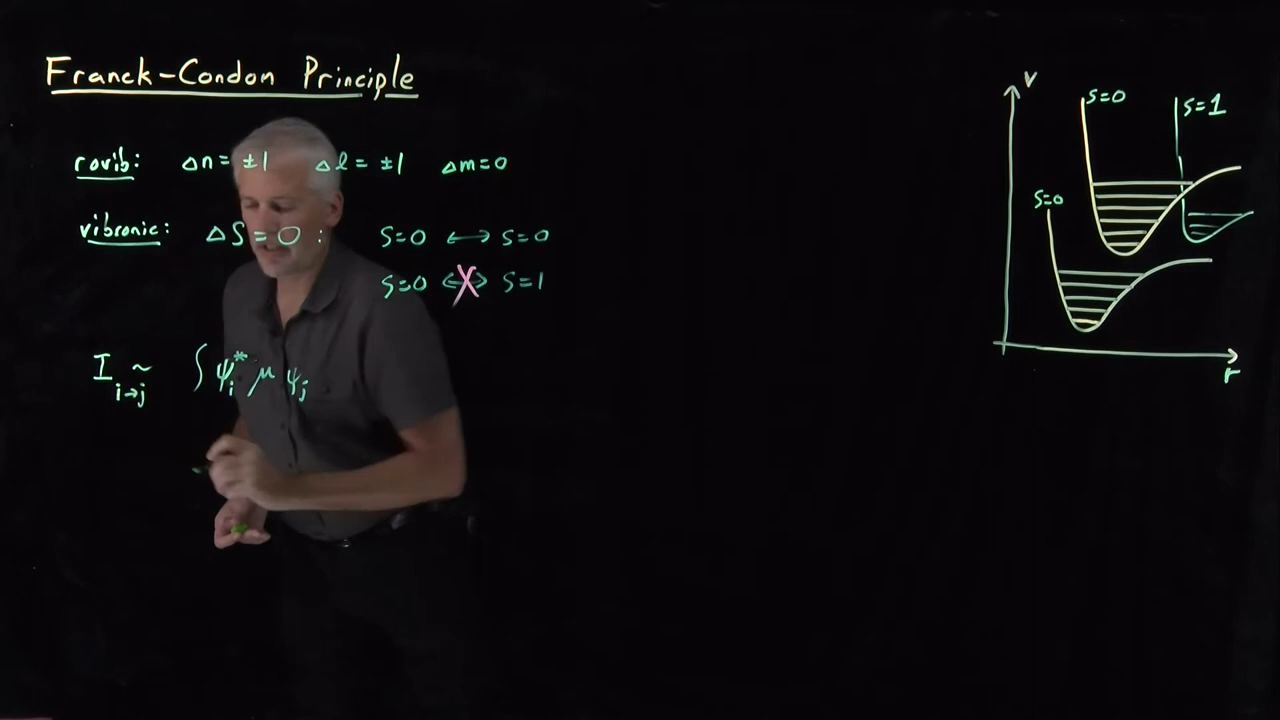 Franck-Condon Principle
rovib: Δn = ±1 Δl = ±1 Δm=0
vibronic: ΔS = 0 : S=0 ⟷ S=0
S=0 ⟷ S=1
I i→j ~ ∫ ψi* μ ψj
V
S=0
S=1
S=0
r